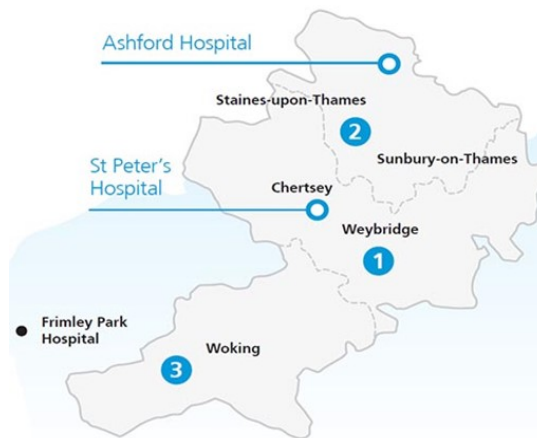 Ashford Hospital
Staines-upon-Thames
2
Sunbury-on-Thames
St Peter's
Hospital
Chertsey
Weybridge
1
Frimley Park
Hospital
Woking
3